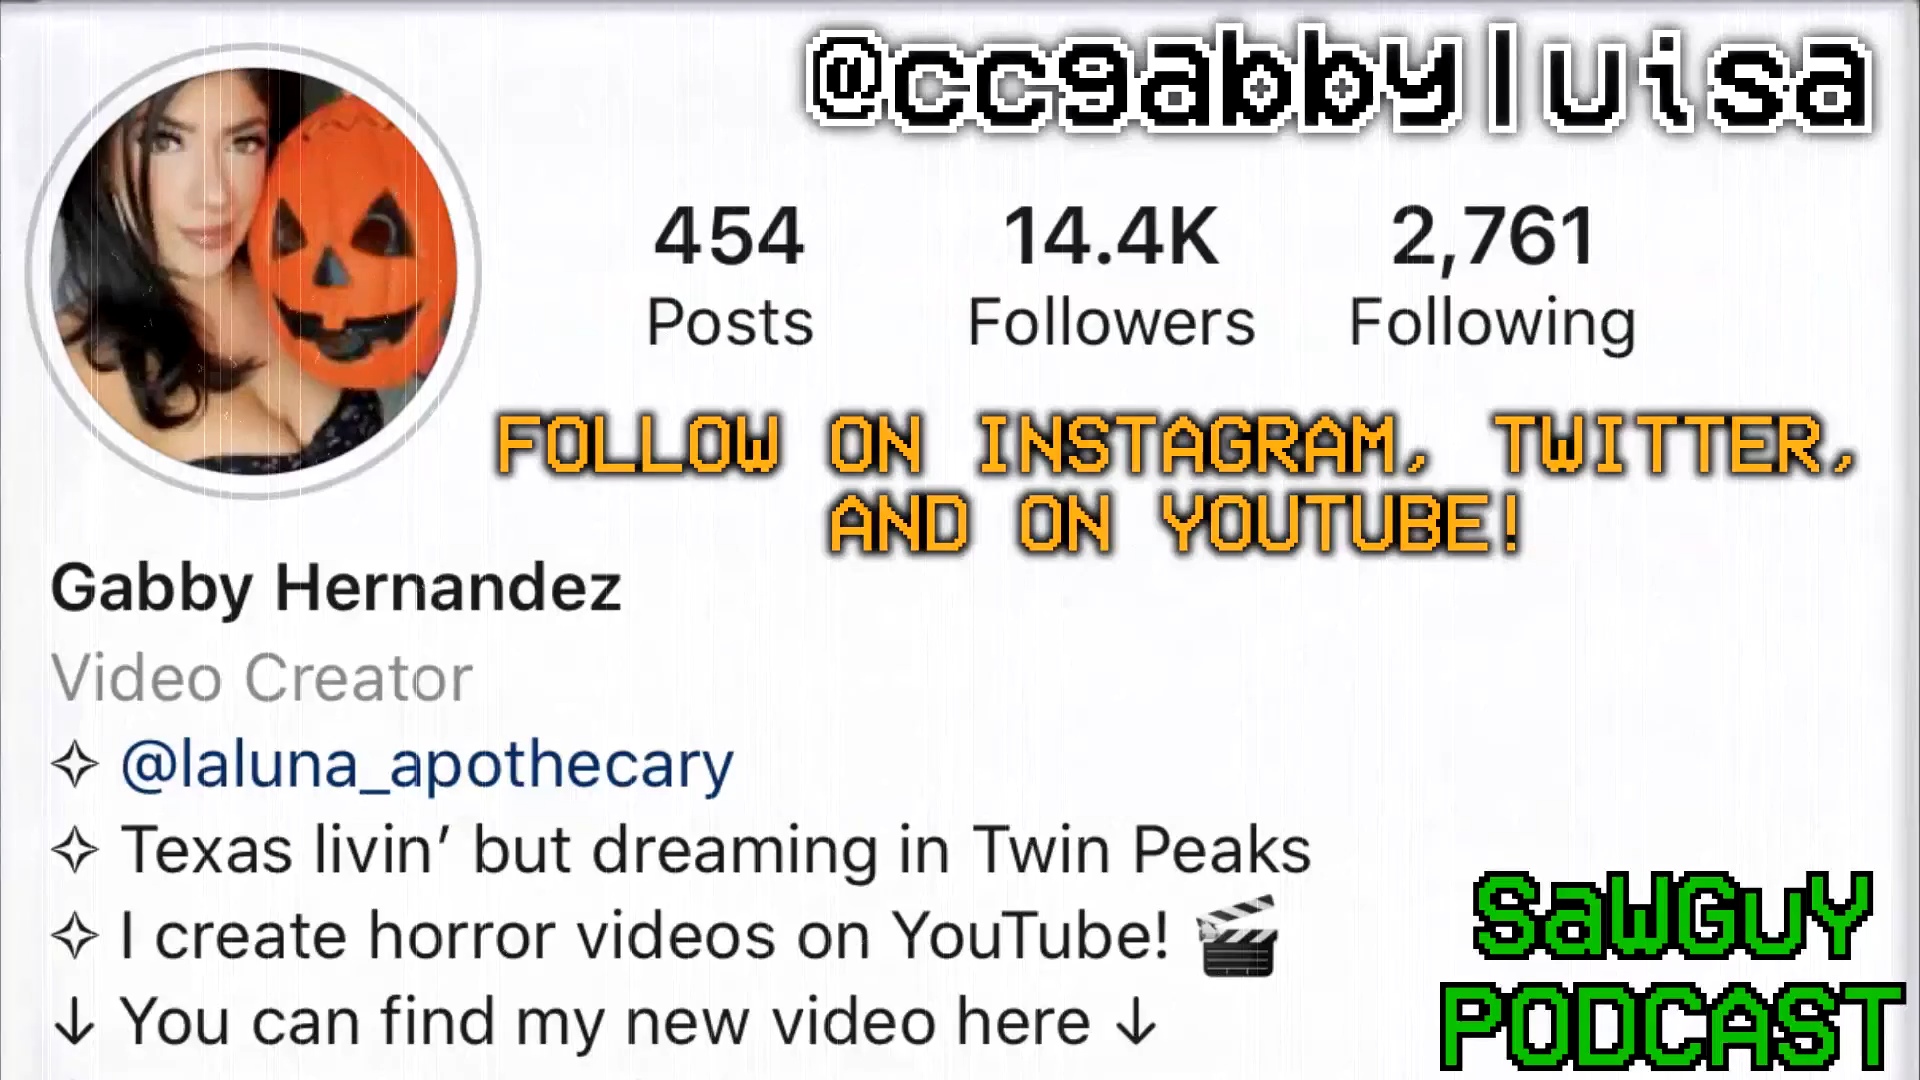 @ccgabbyluisa
454 14.4K 2,761
Posts Followers Following
FOLLOW ON INSTAGRAM, TWITTER,
AND ON YOUTUBE!
Gabby Hernandez
Video Creator
✧ @laluna_apothecary
✧ Texas livin’ but dreaming in Twin Peaks
✧ I create horror videos on YouTube! 🎬
↓ You can find my new video here ↓
SaWGuY
PODCAST